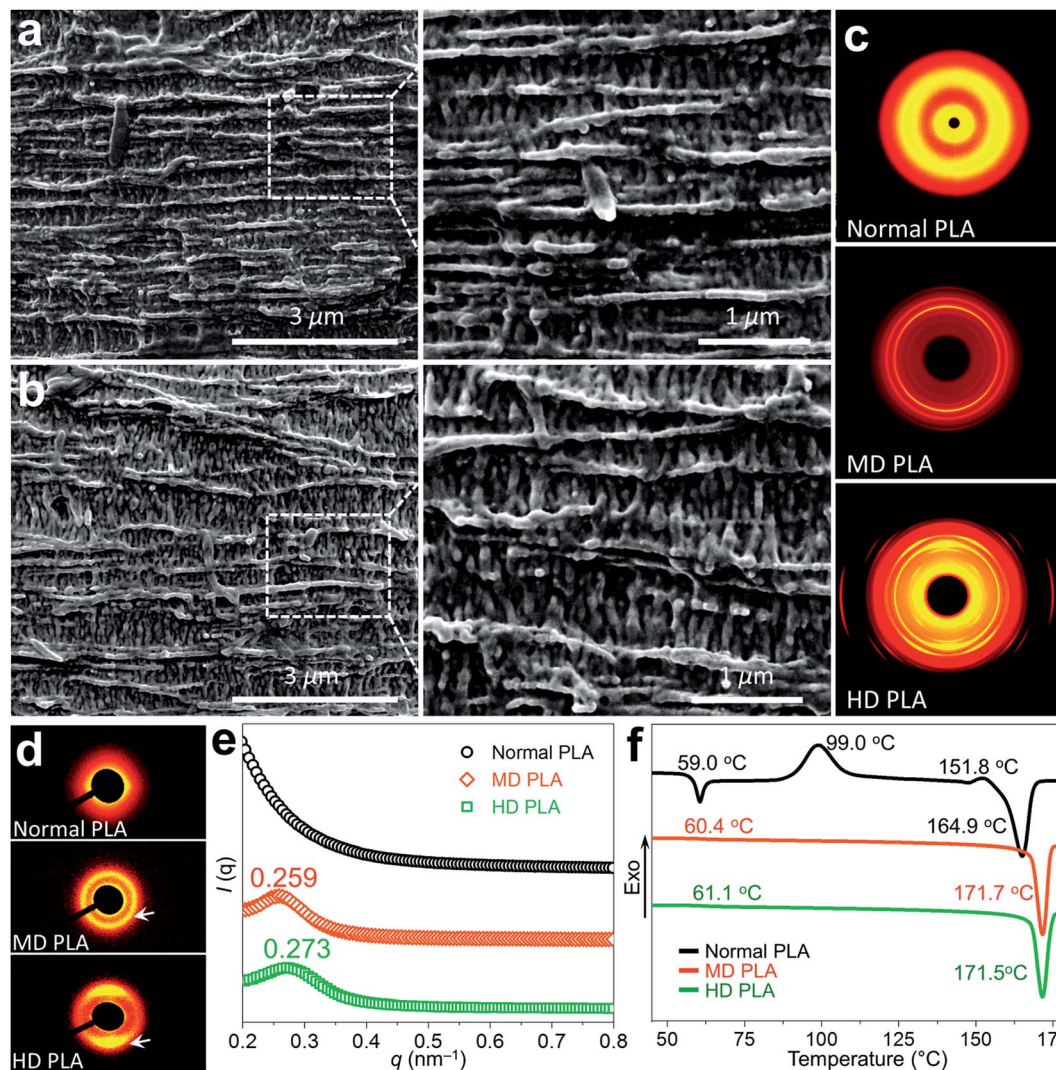 a
3 μm
1 μm
b
3 μm
1 μm
c
Normal PLA
MD PLA
HD PLA
d
Normal PLA
MD PLA
HD PLA
e
Normal PLA
MD PLA
HD PLA
0.259
0.273
I (q)
0.2 0.3 0.4 0.5 0.6 0.7 0.8
q (nm⁻¹)
f
59.0 °C
99.0 °C
151.8 °C
164.9 °C
60.4 °C
171.7 °C
61.1 °C
171.5°C
Exo
Normal PLA
MD PLA
HD PLA
50 75 100 125 150
Temperature (°C)